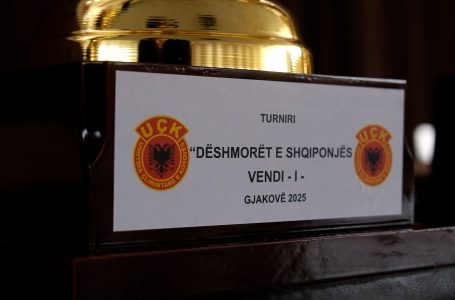 TURNIRI
"DËSHMORËT E SHQIPONJËS
VENDI - I -
GJAKOVË 2025
UÇK
UÇK